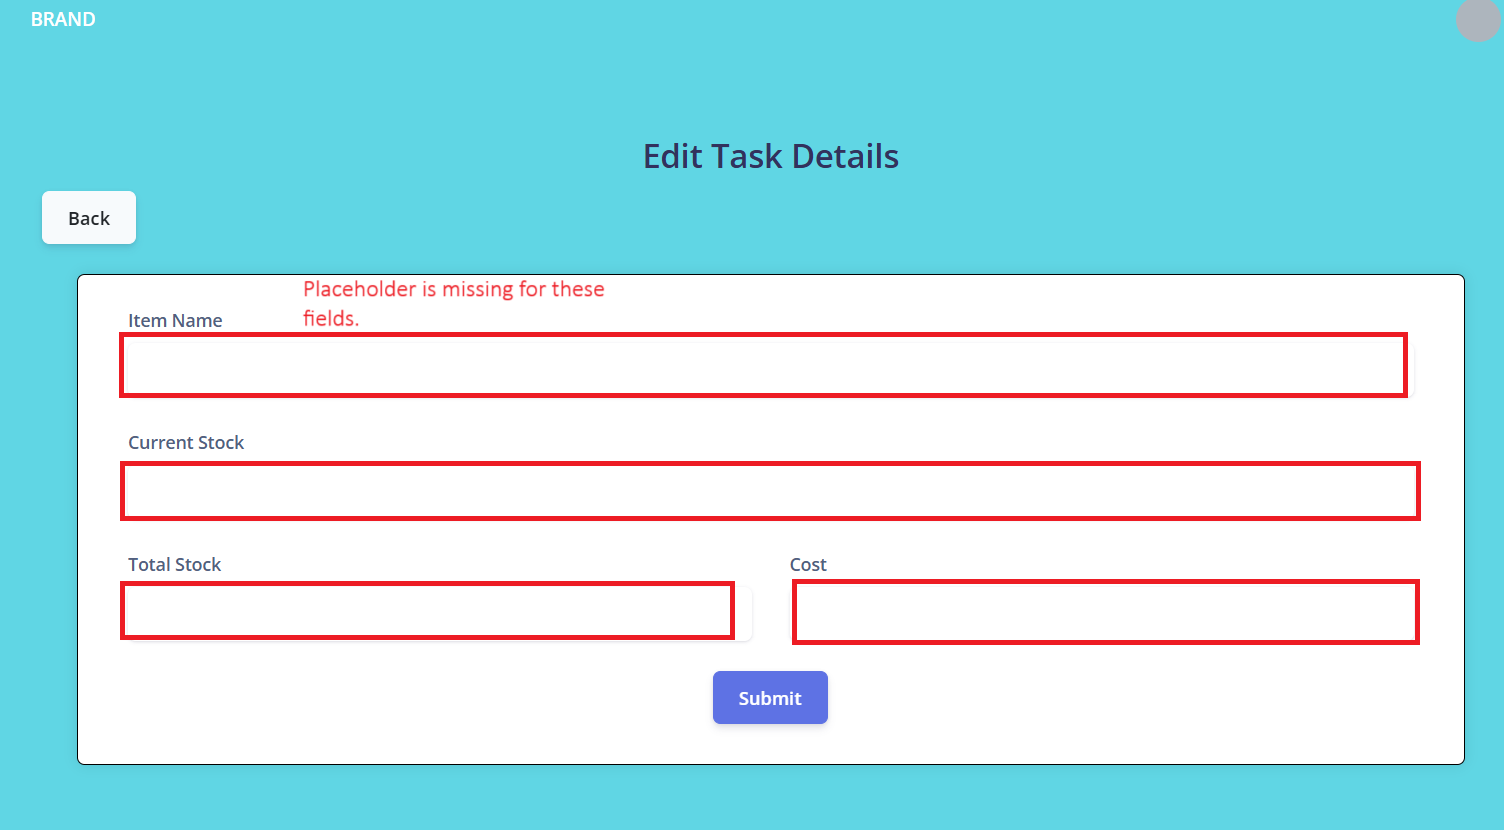 BRAND
Edit Task Details
Back
Placeholder is missing for these
fields.
Item Name
Current Stock
Total Stock
Cost
Submit